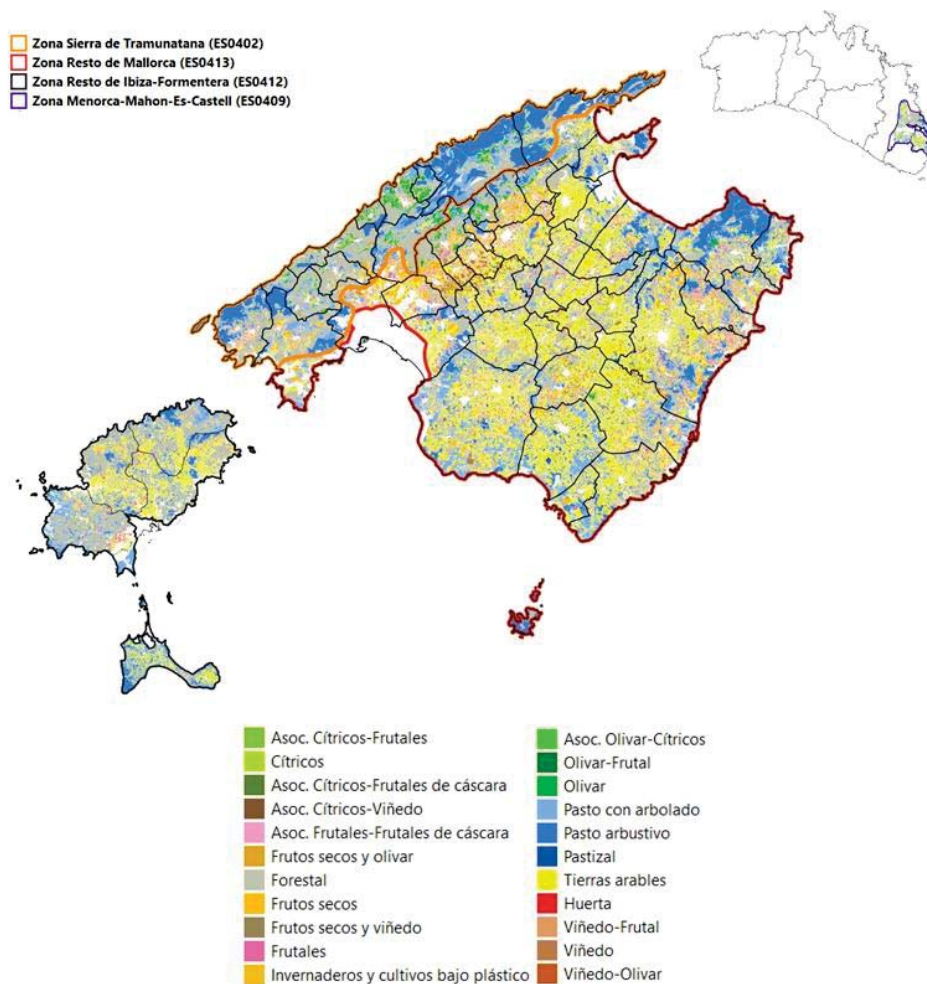 Zona Sierra de Tramunatana (ES0402)
Zona Resto de Mallorca (ES0413)
Zona Resto de Ibiza-Formentera (ES0412)
Zona Menorca-Mahon-Es-Castell (ES0409)
Asoc. Cítricos-Frutales
Cítricos
Asoc. Cítricos-Frutales de cáscara
Asoc. Cítricos-Viñedo
Asoc. Frutales-Frutales de cáscara
Frutos secos y olivar
Forestal
Frutos secos
Frutos secos y viñedo
Frutales
Invernaderos y cultivos bajo plástico
Asoc. Olivar-Cítricos
Olivar-Frutal
Olivar
Pasto con arbolado
Pasto arbustivo
Pastizal
Tierras arables
Huerta
Viñedo-Frutal
Viñedo
Viñedo-Olivar